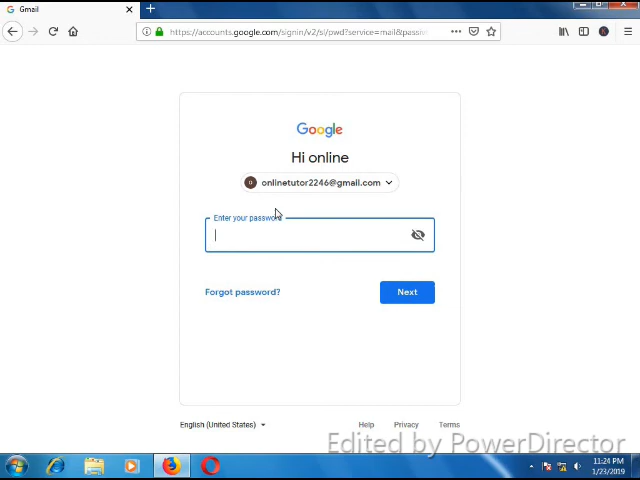 Gmail
https://accounts.google.com/signin/v2/sl/pwd?service=mail&passiv
Google
Hi online
onlinetutor2246@gmail.com
Enter your password
Forgot password?
Next
English (United States)
Help Privacy Terms
Edited by PowerDirector
11:24 PM
1/23/2019